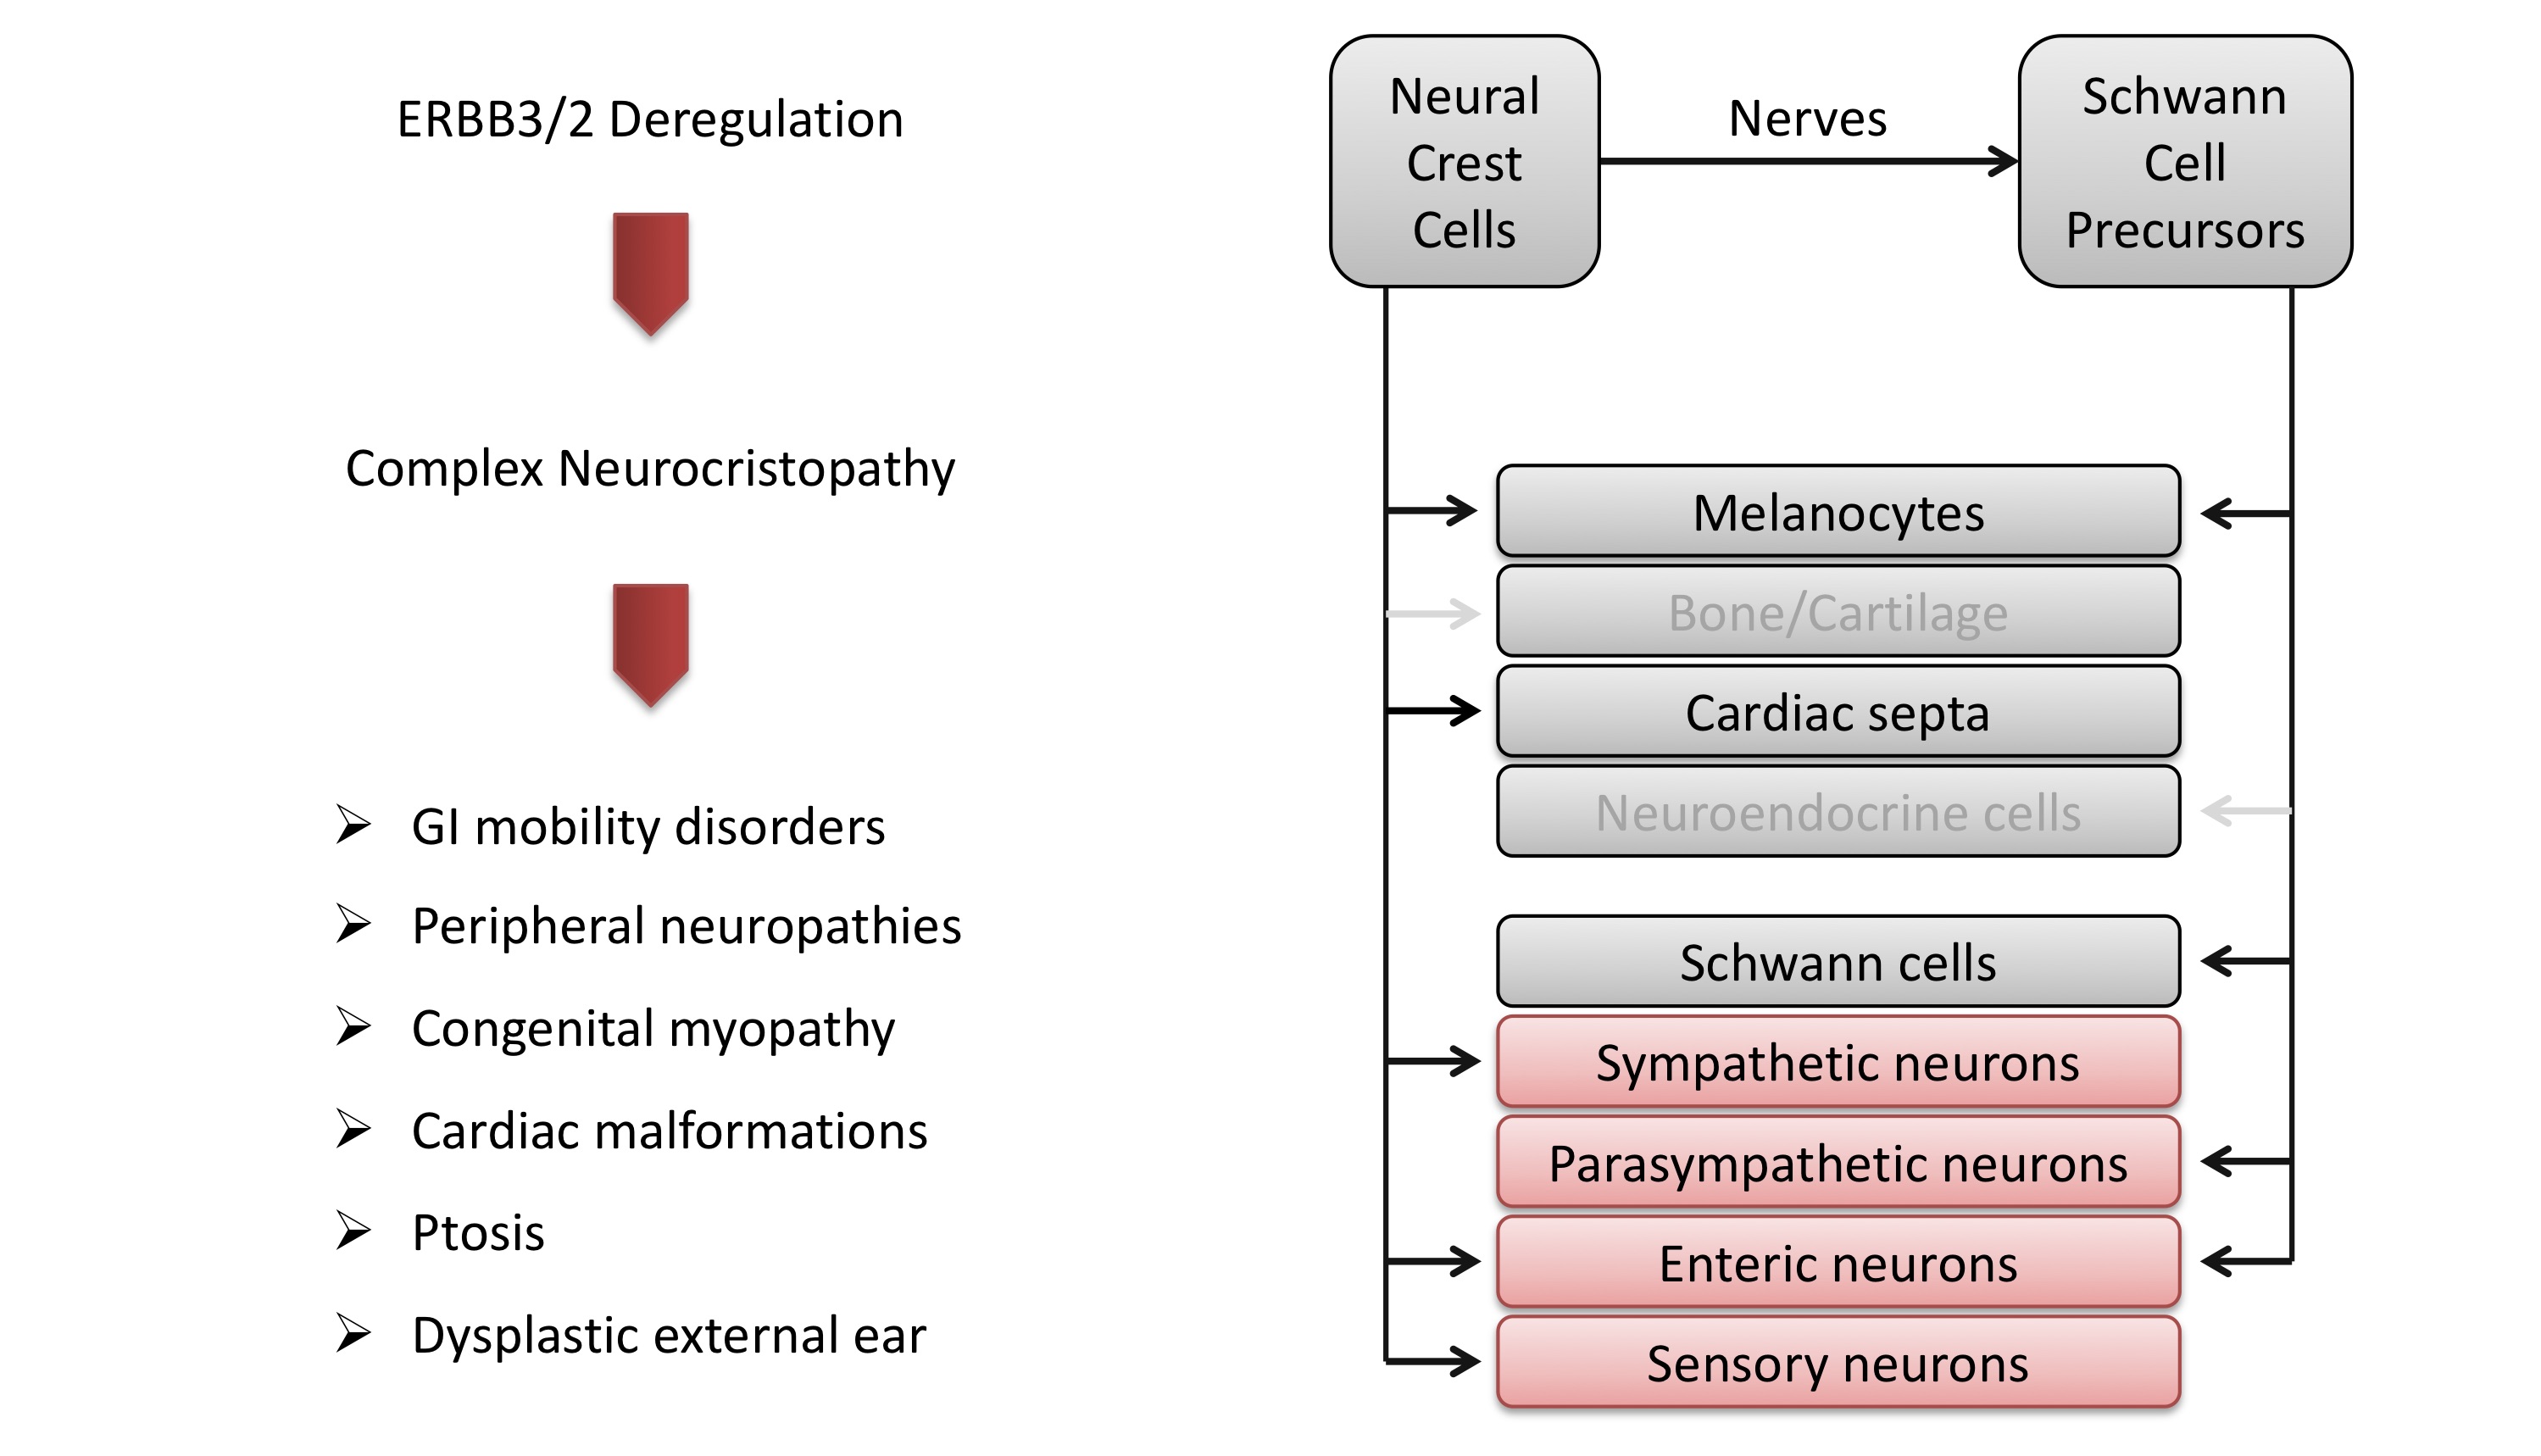 ERBB3/2 Deregulation
Complex Neurocristopathy
GI mobility disorders
Peripheral neuropathies
Congenital myopathy
Cardiac malformations
Ptosis
Dysplastic external ear
Neural
Crest
Cells
Nerves
Schwann
Cell
Precursors
Melanocytes
Bone/Cartilage
Cardiac septa
Neuroendocrine cells
Schwann cells
Sympathetic neurons
Parasympathetic neurons
Enteric neurons
Sensory neurons